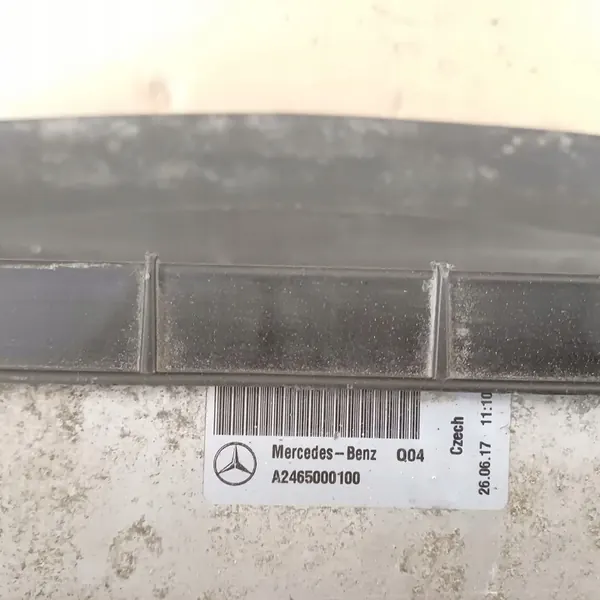 Mercedes-Benz Q04
A2465000100
Czech
26.06.17 11:10